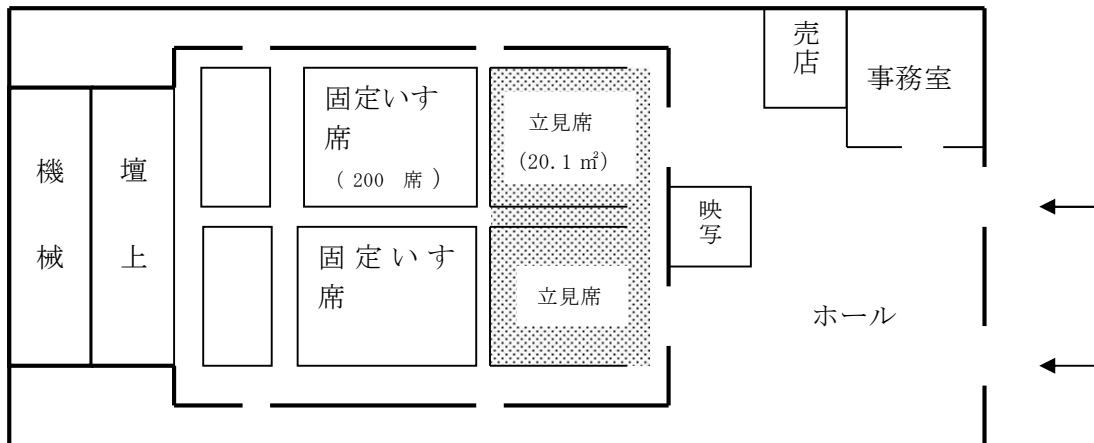 機
械
壇
上
固定いす
席
( 200 席 )
固定いす
席
立見席
(20.1 ㎡)
立見席
映
写
売
店
事務室
ホール